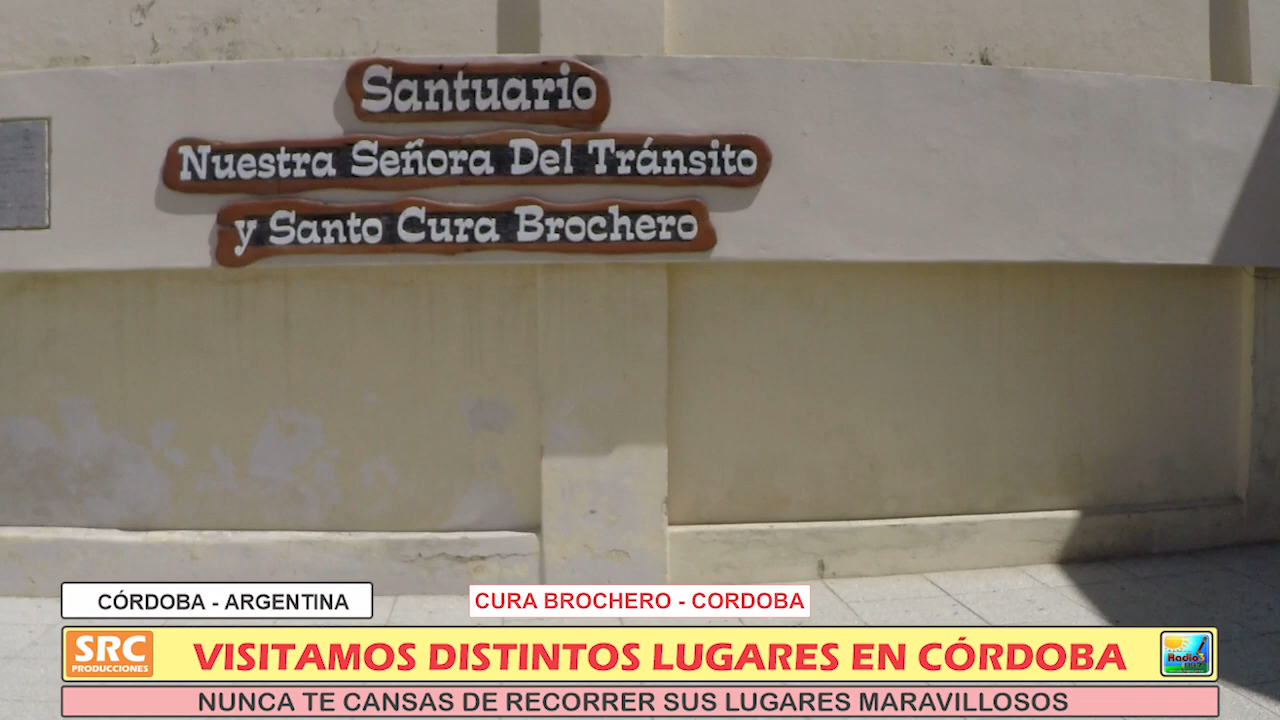 Santuario
Nuestra Señora Del Tránsito
y Santo Cura Brochero
CÓRDOBA - ARGENTINA
CURA BROCHERO - CORDOBA
SRC
PRODUCCIONES
VISITAMOS DISTINTOS LUGARES EN CÓRDOBA
Radio
NUNCA TE CANSAS DE RECORRER SUS LUGARES MARAVILLOSOS